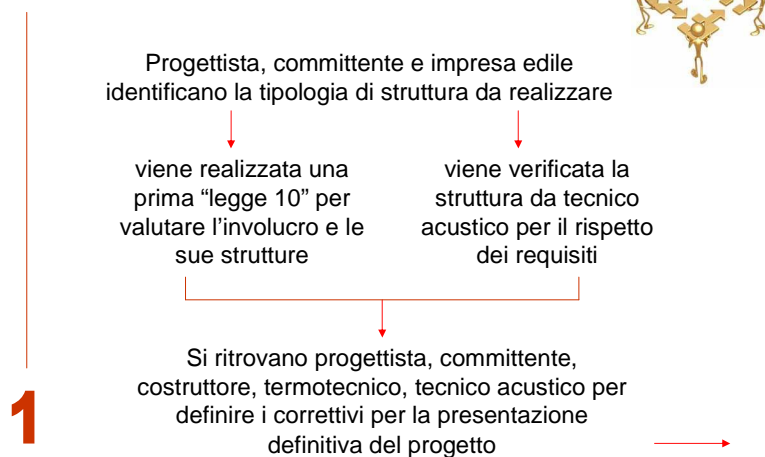 Progettista, committente e impresa edile
identificano la tipologia di struttura da realizzare
viene realizzata una
prima “legge 10” per
valutare l’involucro e le
sue strutture
viene verificata la
struttura da tecnico
acustico per il rispetto
dei requisiti
Si ritrovano progettista, committente,
costruttore, termotecnico, tecnico acustico per
definire i correttivi per la presentazione
definitiva del progetto
1